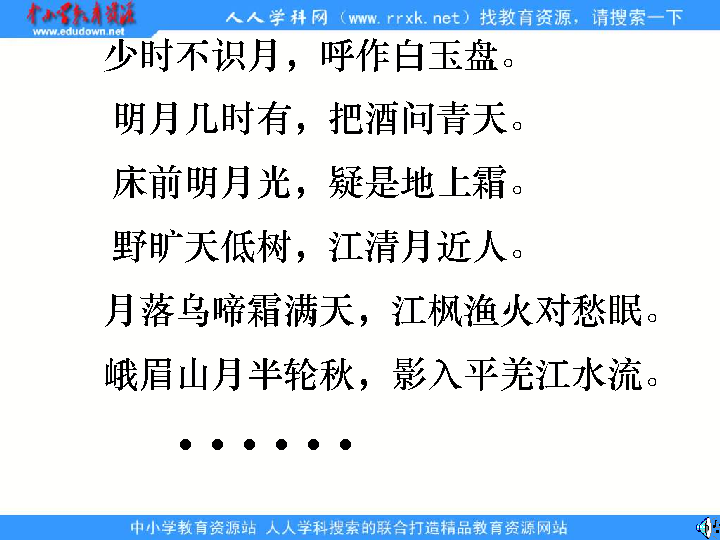 中小学教育资源
www.edudown.net
人人学科网（www.rrxk.net）找教育资源，请搜索一下
少时不识月，呼作白玉盘。
明月几时有，把酒问青天。
床前明月光，疑是地上霜。
野旷天低树，江清月近人。
月落乌啼霜满天，江枫渔火对愁眠。
峨眉山月半轮秋，影入平羌江水流。
• • • • • •
中小学教育资源站 人人学科搜索的联合打造精品教育资源网站